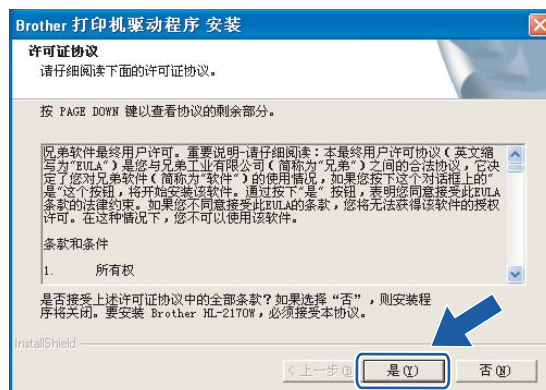 Brother 打印机驱动程序 安装
许可证协议
请仔细阅读下面的许可证协议。
按 PAGE DOWN 键以查看协议的剩余部分。
兄弟软件最终用户许可。重要说明-请仔细阅读：本最终用户许可协议（英文缩
写为"EULA"）是您与兄弟工业有限公司（简称为"兄弟"）之间的合法协议，它决
定了您对兄弟软件（简称为"软件"）的使用情况，如果您按下这个对话框上的"
是"这个按钮，将开始安装该软件。通过按下"是" 按钮，表明您同意接受此EULA
条款的法律约束。如果您不同意接受此EULA的条款，您将无法获得该软件的授权
许可。在这种情况下，您不可以使用该软件。
条款和条件
1. 所有权
是否接受上述许可证协议中的全部条款？如果选择“否”，则安装程
序将关闭。要安装 Brother HL-2170W，必须接受本协议。
InstallShield
< 上一步(B) 是(Y) 否(N)